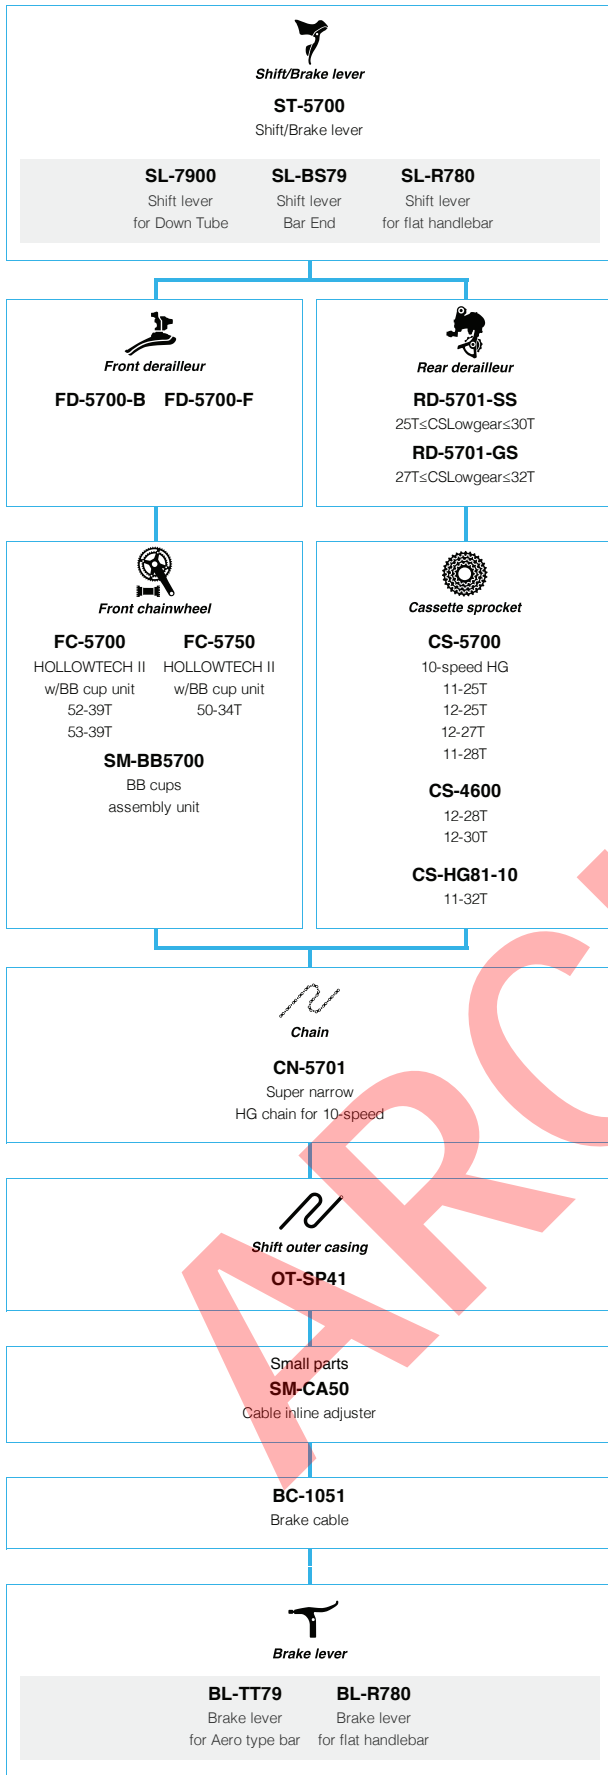 Shift/Brake lever
ST-5700
Shift/Brake lever
SL-7900 SL-BS79 SL-R780
Shift lever Shift lever Shift lever
for Down Tube Bar End for flat handlebar
Front derailleur
FD-5700-B FD-5700-F
Rear derailleur
RD-5701-SS
25T≤CSLowgear≤30T
RD-5701-GS
27T≤CSLowgear≤32T
Front chainwheel
FC-5700 FC-5750
HOLLOWTECH II HOLLOWTECH II
w/BB cup unit w/BB cup unit
52-39T 50-34T
53-39T
SM-BB5700
BB cups
assembly unit
Cassette sprocket
CS-5700
10-speed HG
11-25T
12-25T
12-27T
11-28T
CS-4600
12-28T
12-30T
CS-HG81-10
11-32T
Chain
CN-5701
Super narrow
HG chain for 10-speed
Shift outer casing
OT-SP41
Small parts
SM-CA50
Cable inline adjuster
BC-1051
Brake cable
Brake lever
BL-TT79 BL-R780
Brake lever Brake lever
for Aero type bar for flat handlebar